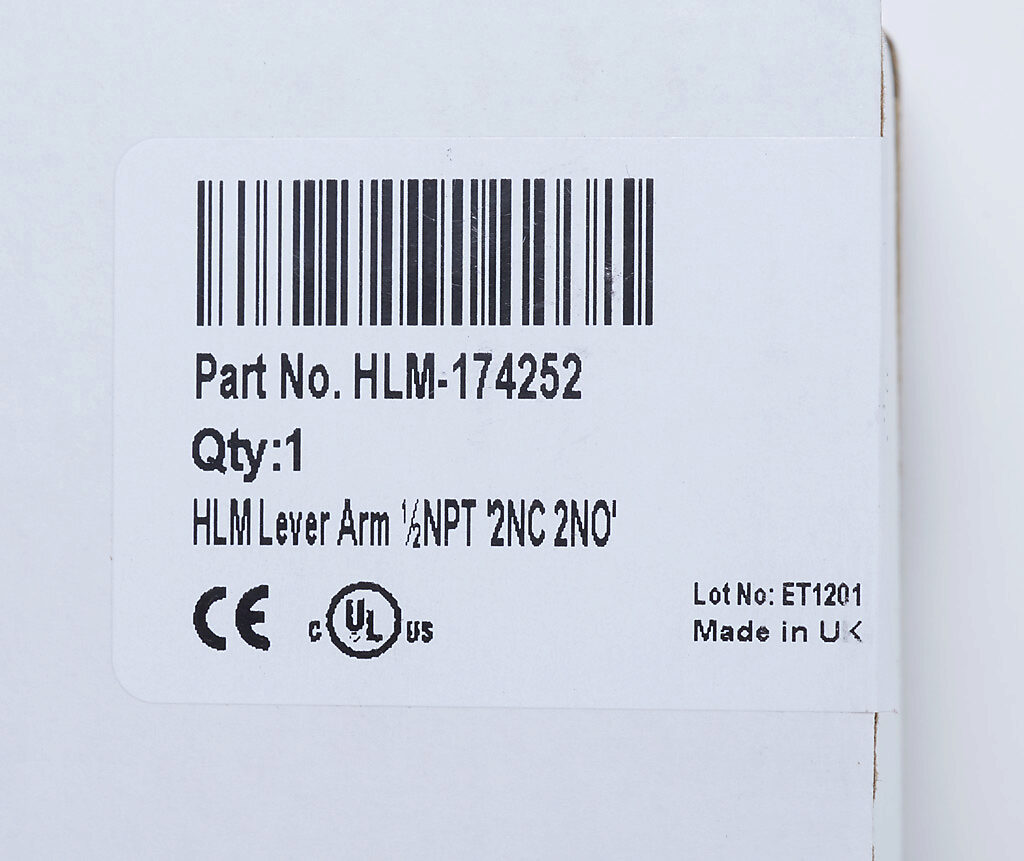 Part No. HLM-174252
Qty:1
HLM Lever Arm ½NPT '2NC 2NO'
CE c UL us
Lot No: ET1201
Made in UK